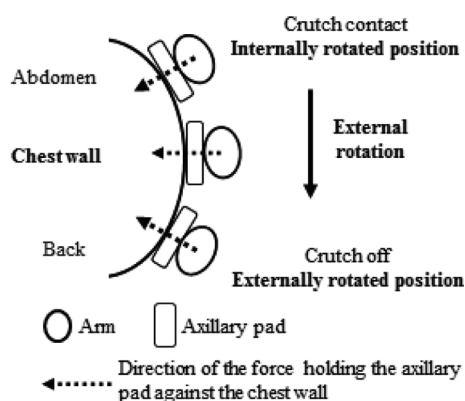 Crutch contact
Internally rotated position
Abdomen
External
rotation
Chest wall
Back
Crutch off
Externally rotated position
Arm
Axillary pad
Direction of the force holding the axillary
pad against the chest wall